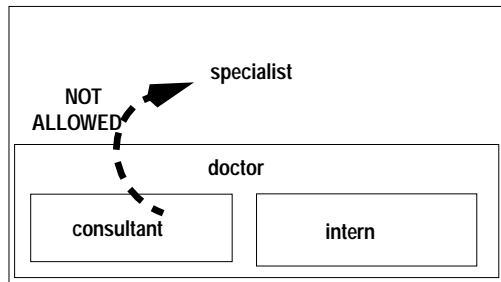 specialist
NOT
ALLOWED
doctor
consultant
intern